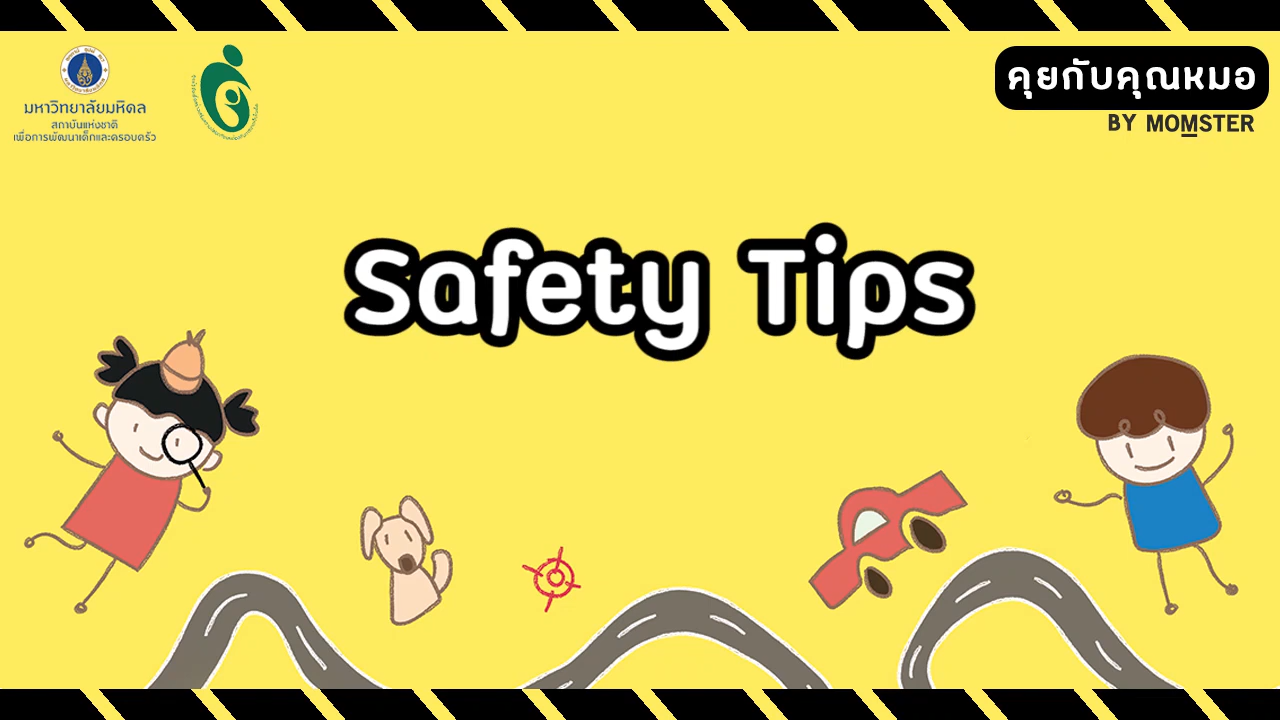 มหาวิทยาลัยมหิดล
สถาบันแห่งชาติ
เพื่อการพัฒนาเด็กและครอบครัว
คุยกับคุณหมอ
BY MOMSTER
Safety Tips